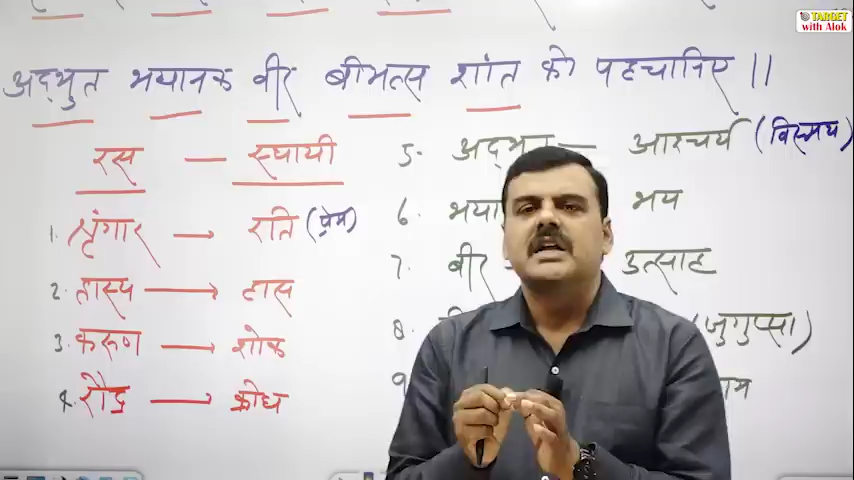 TARGET
with Alok
अद्भुत भयानक वीर बीभत्स शांत को पहचानिए ||
रस — स्थायी
1. श्रृंगार → रति (प्रेम)
2. हास्य → हास
3. करुण → शोक
4. रौद्र → क्रोध
5- अद्भुत — आश्चर्य (विस्मय)
6. भय
7. वीर उत्साह
8. (जुगुप्सा)
9